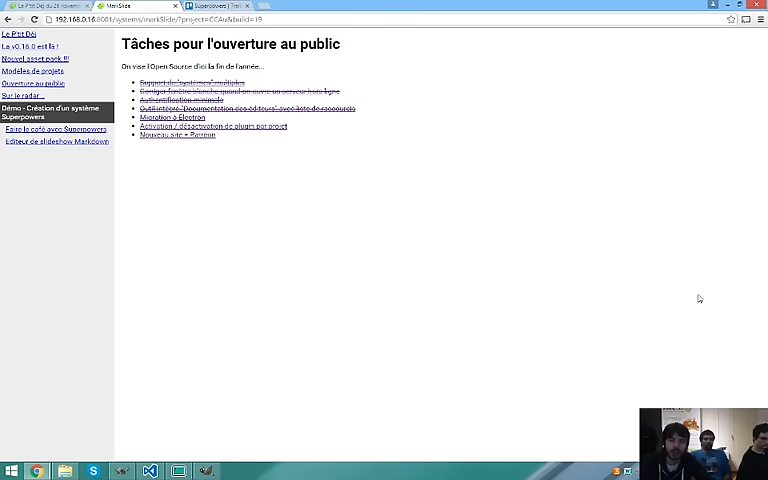 Le P'tit Déj du 26 novemb
MarkSlide
Superpowers | Trell
192.168.0.16:8001/systems/markSlide/?project=CCAu&build=19
Le P'tit Déj
La v0.16.0 est là !
Nouvel asset pack !!!
Modèles de projets
Ouverture au public
Sur le radar...
Démo - Création d'un système
Superpowers
Faire le café avec Superpowers
Editeur de slideshow Markdown
Tâches pour l'ouverture au public
On vise l'Open Source d'ici la fin de l'année...
Support de "systèmes" multiples
Corriger fenêtre blanche quand on ouvre un serveur hors ligne
Authentification minimale
Outil intégré "Documentation des éditeurs" avec liste de raccourcis
Migration à Electron
Activation / désactivation de plugin par projet
Nouveau site + Patreon